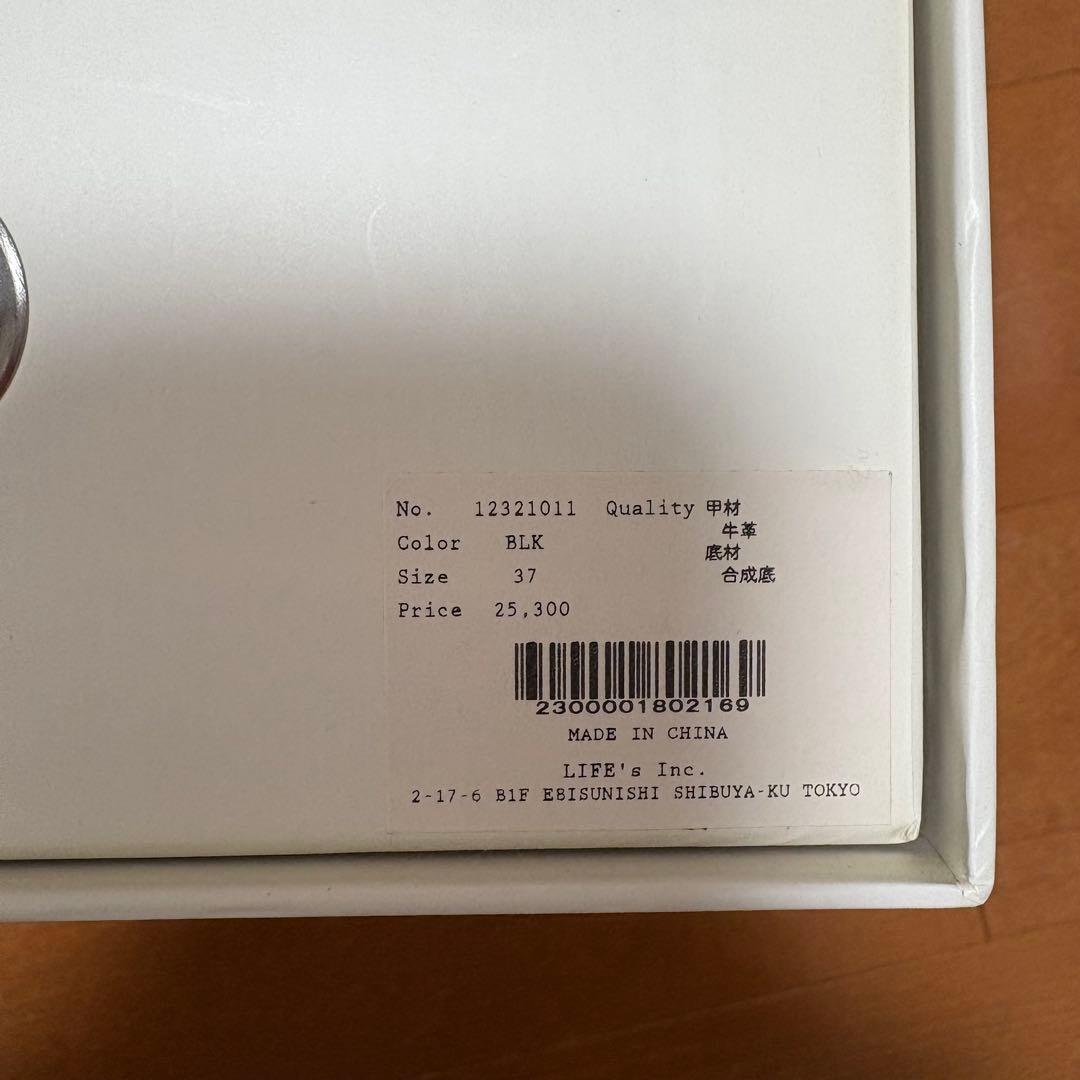 No. 12321011 Quality 甲材
牛革
Color BLK
底材
Size 37
合成底
Price 25,300
2300001802169
MADE IN CHINA
LIFE's Inc.
2-17-6 B1F EBISUNISHI SHIBUYA-KU TOKYO